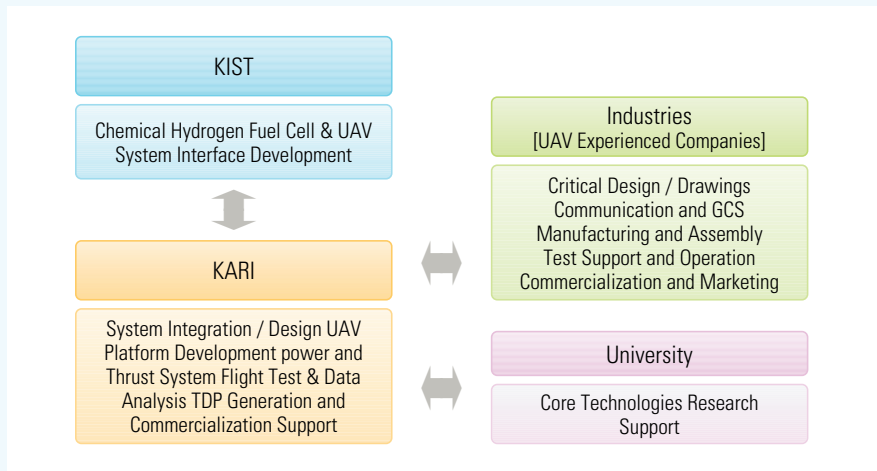 KIST
Chemical Hydrogen Fuel Cell & UAV
System Interface Development
KARI
System Integration / Design UAV
Platform Development power and
Thrust System Flight Test & Data
Analysis TDP Generation and
Commercialization Support
Industries
[UAV Experienced Companies]
Critical Design / Drawings
Communication and GCS
Manufacturing and Assembly
Test Support and Operation
Commercialization and Marketing
University
Core Technologies Research
Support